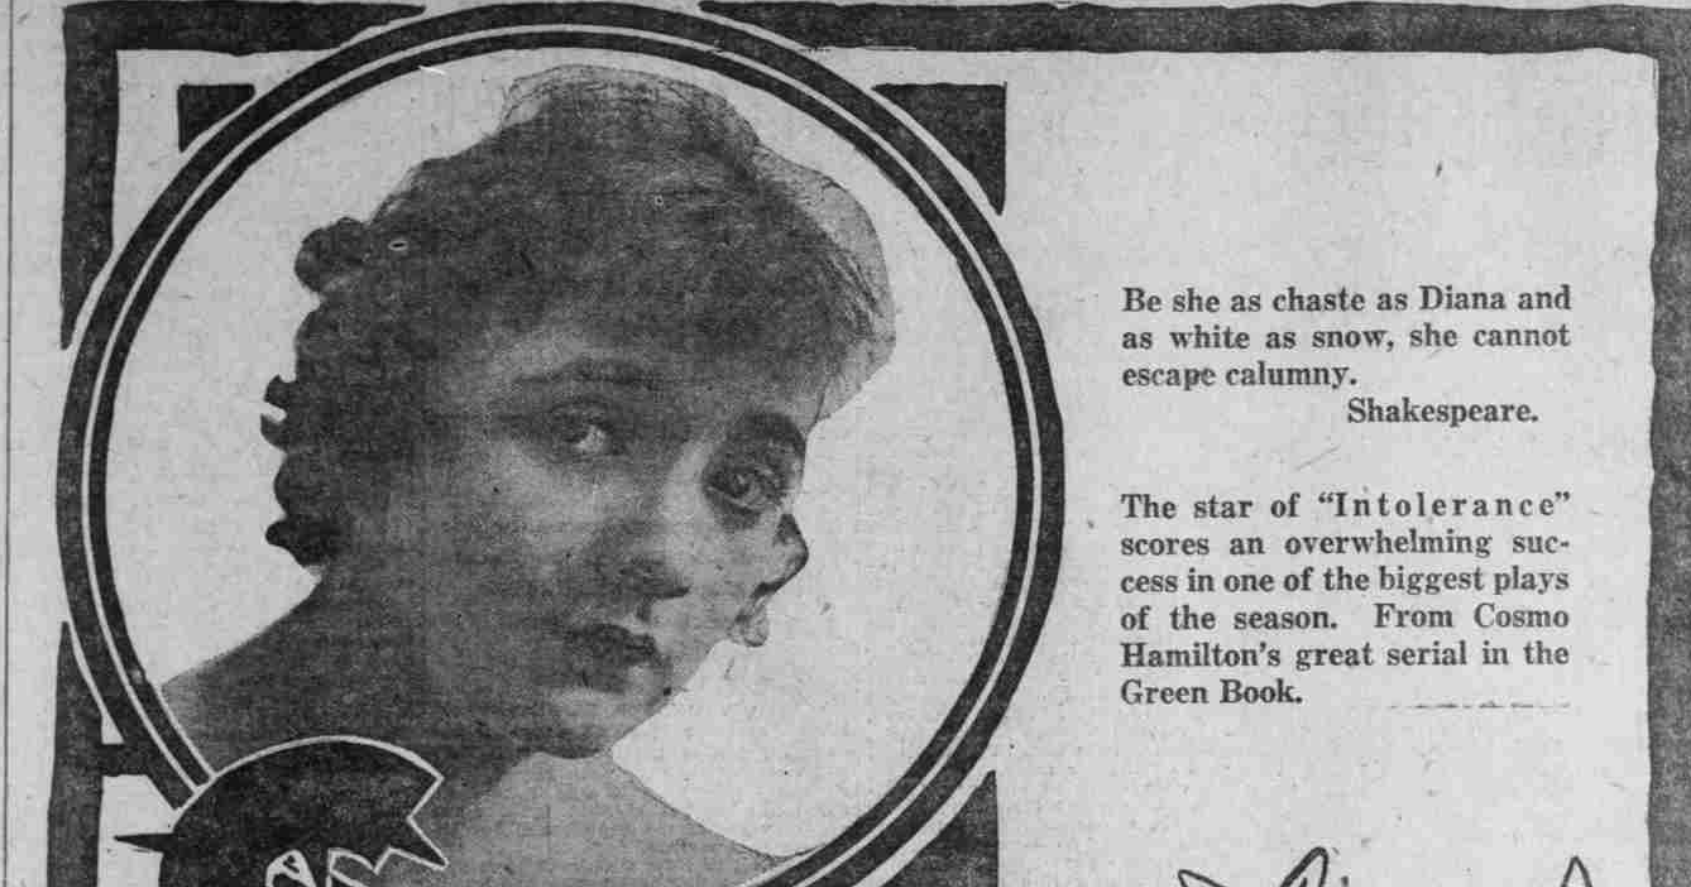 Be she as chaste as Diana and
as white as snow, she cannot
escape calumny.
Shakespeare.
The star of "Intolerance"
scores an overwhelming suc-
cess in one of the biggest plays
of the season. From Cosmo
Hamilton's great serial in the
Green Book.